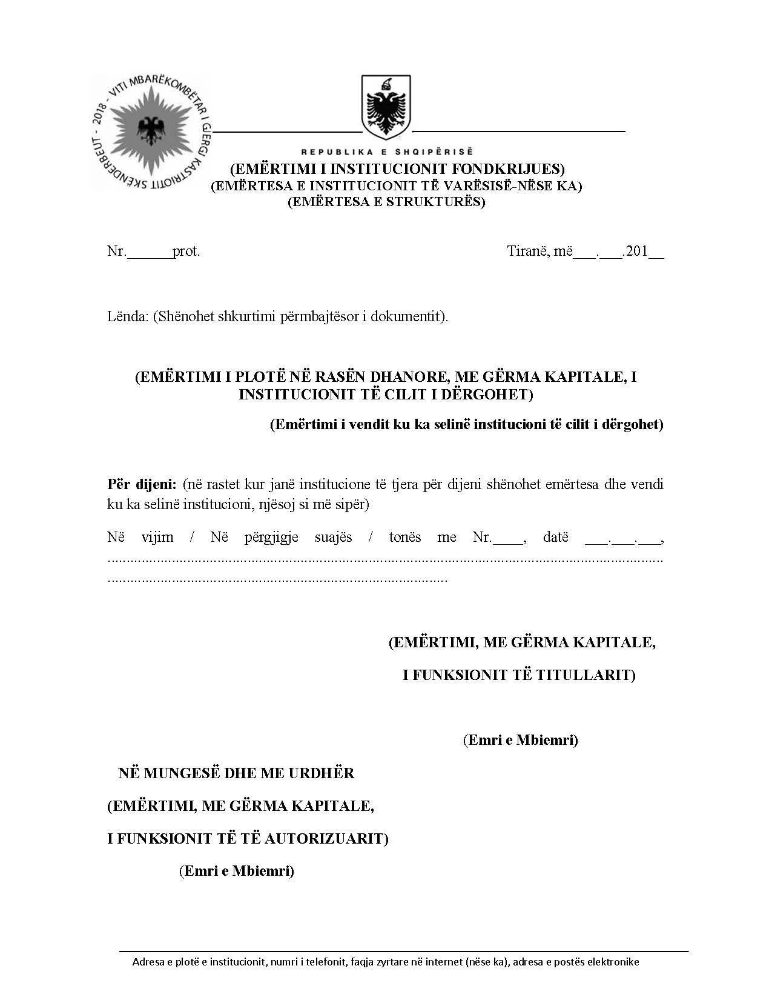 2018 - VITI MBARËKOMBËTAR I GJERGJ KASTRIOTIT SKËNDERBEUT -
REPUBLIKA E SHQIPËRISË
(EMËRTIMI I INSTITUCIONIT FONDKRIJUES)
(EMËRTESA E INSTITUCIONIT TË VARËSISË-NËSE KA)
(EMËRTESA E STRUKTURËS)
Nr.______prot. Tiranë, më___.___.201__
Lënda: (Shënohet shkurtimi përmbajtësor i dokumentit).
(EMËRTIMI I PLOTË NË RASËN DHANORE, ME GËRMA KAPITALE, I
INSTITUCIONIT TË CILIT I DËRGOHET)
(Emërtimi i vendit ku ka selinë institucioni të cilit i dërgohet)
Për dijeni: (në rastet kur janë institucione të tjera për dijeni shënohet emërtesa dhe vendi
ku ka selinë institucioni, njësoj si më sipër)
Në vijim / Në përgjigje suajës / tonës me Nr.____, datë ___.___.___,
...................................................................................................................................................
..........................................................................................
(EMËRTIMI, ME GËRMA KAPITALE,
I FUNKSIONIT TË TITULLARIT)
(Emri e Mbiemri)
NË MUNGESË DHE ME URDHËR
(EMËRTIMI, ME GËRMA KAPITALE,
I FUNKSIONIT TË TË AUTORIZUARIT)
(Emri e Mbiemri)
Adresa e plotë e institucionit, numri i telefonit, faqja zyrtare në internet (nëse ka), adresa e postës elektronike